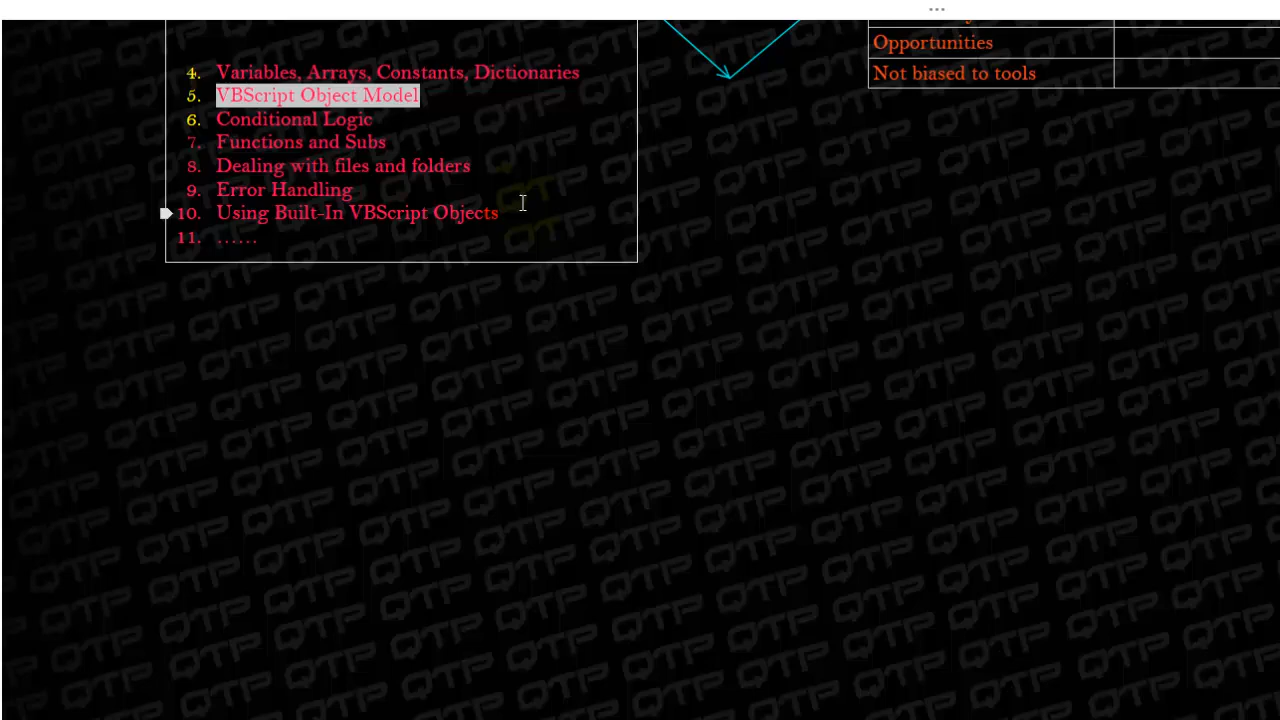 ...
Opportunities
Not biased to tools
4. Variables, Arrays, Constants, Dictionaries
5. VBScript Object Model
6. Conditional Logic
7. Functions and Subs
8. Dealing with files and folders
9. Error Handling
10. Using Built-In VBScript Objects
11. ......
QTP